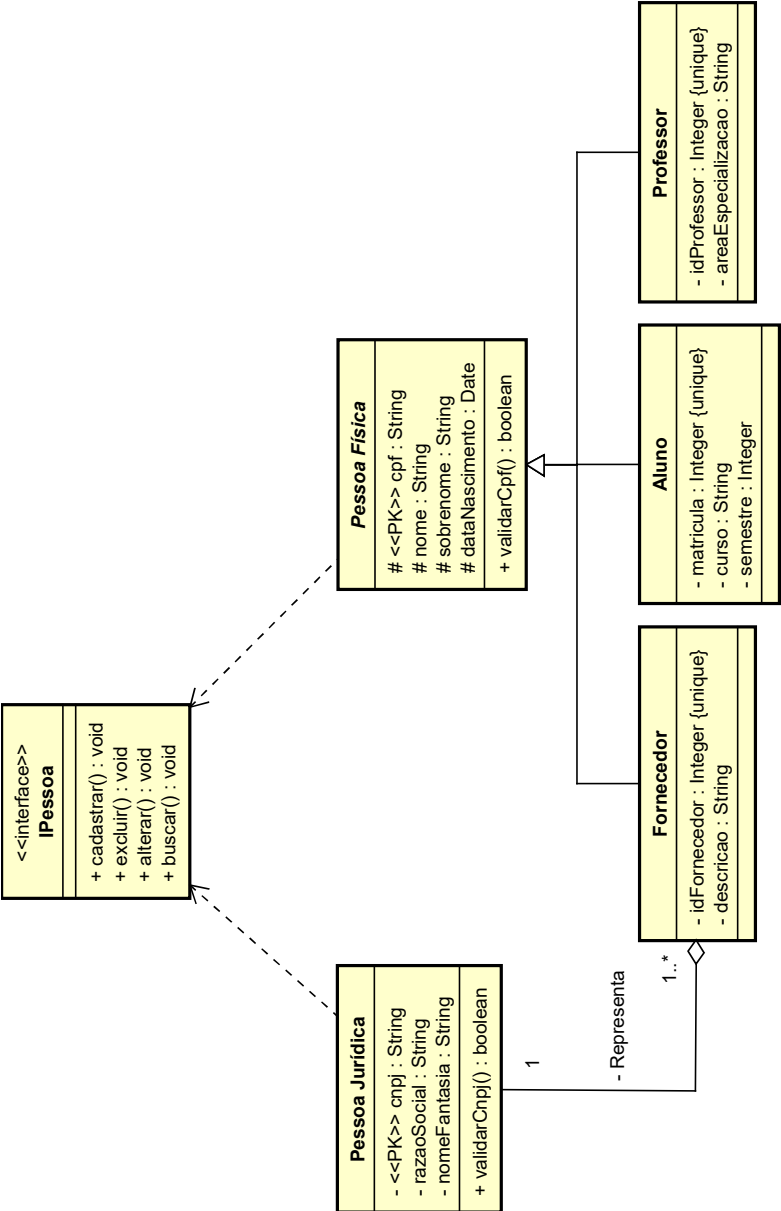 <<interface>>
IPessoa
+ cadastrar() : void
+ excluir() : void
+ alterar() : void
+ buscar() : void
Pessoa Jurídica
- <<PK>> cnpj : String
- razaoSocial : String
- nomeFantasia : String
+ validarCnpj() : boolean
Pessoa Física
# <<PK>> cpf : String
# nome : String
# sobrenome : String
# dataNascimento : Date
+ validarCpf() : boolean
1
- Representa
1..*
Fornecedor
- idFornecedor : Integer {unique}
- descricao : String
Aluno
- matricula : Integer {unique}
- curso : String
- semestre : Integer
Professor
- idProfessor : Integer {unique}
- areaEspecializacao : String